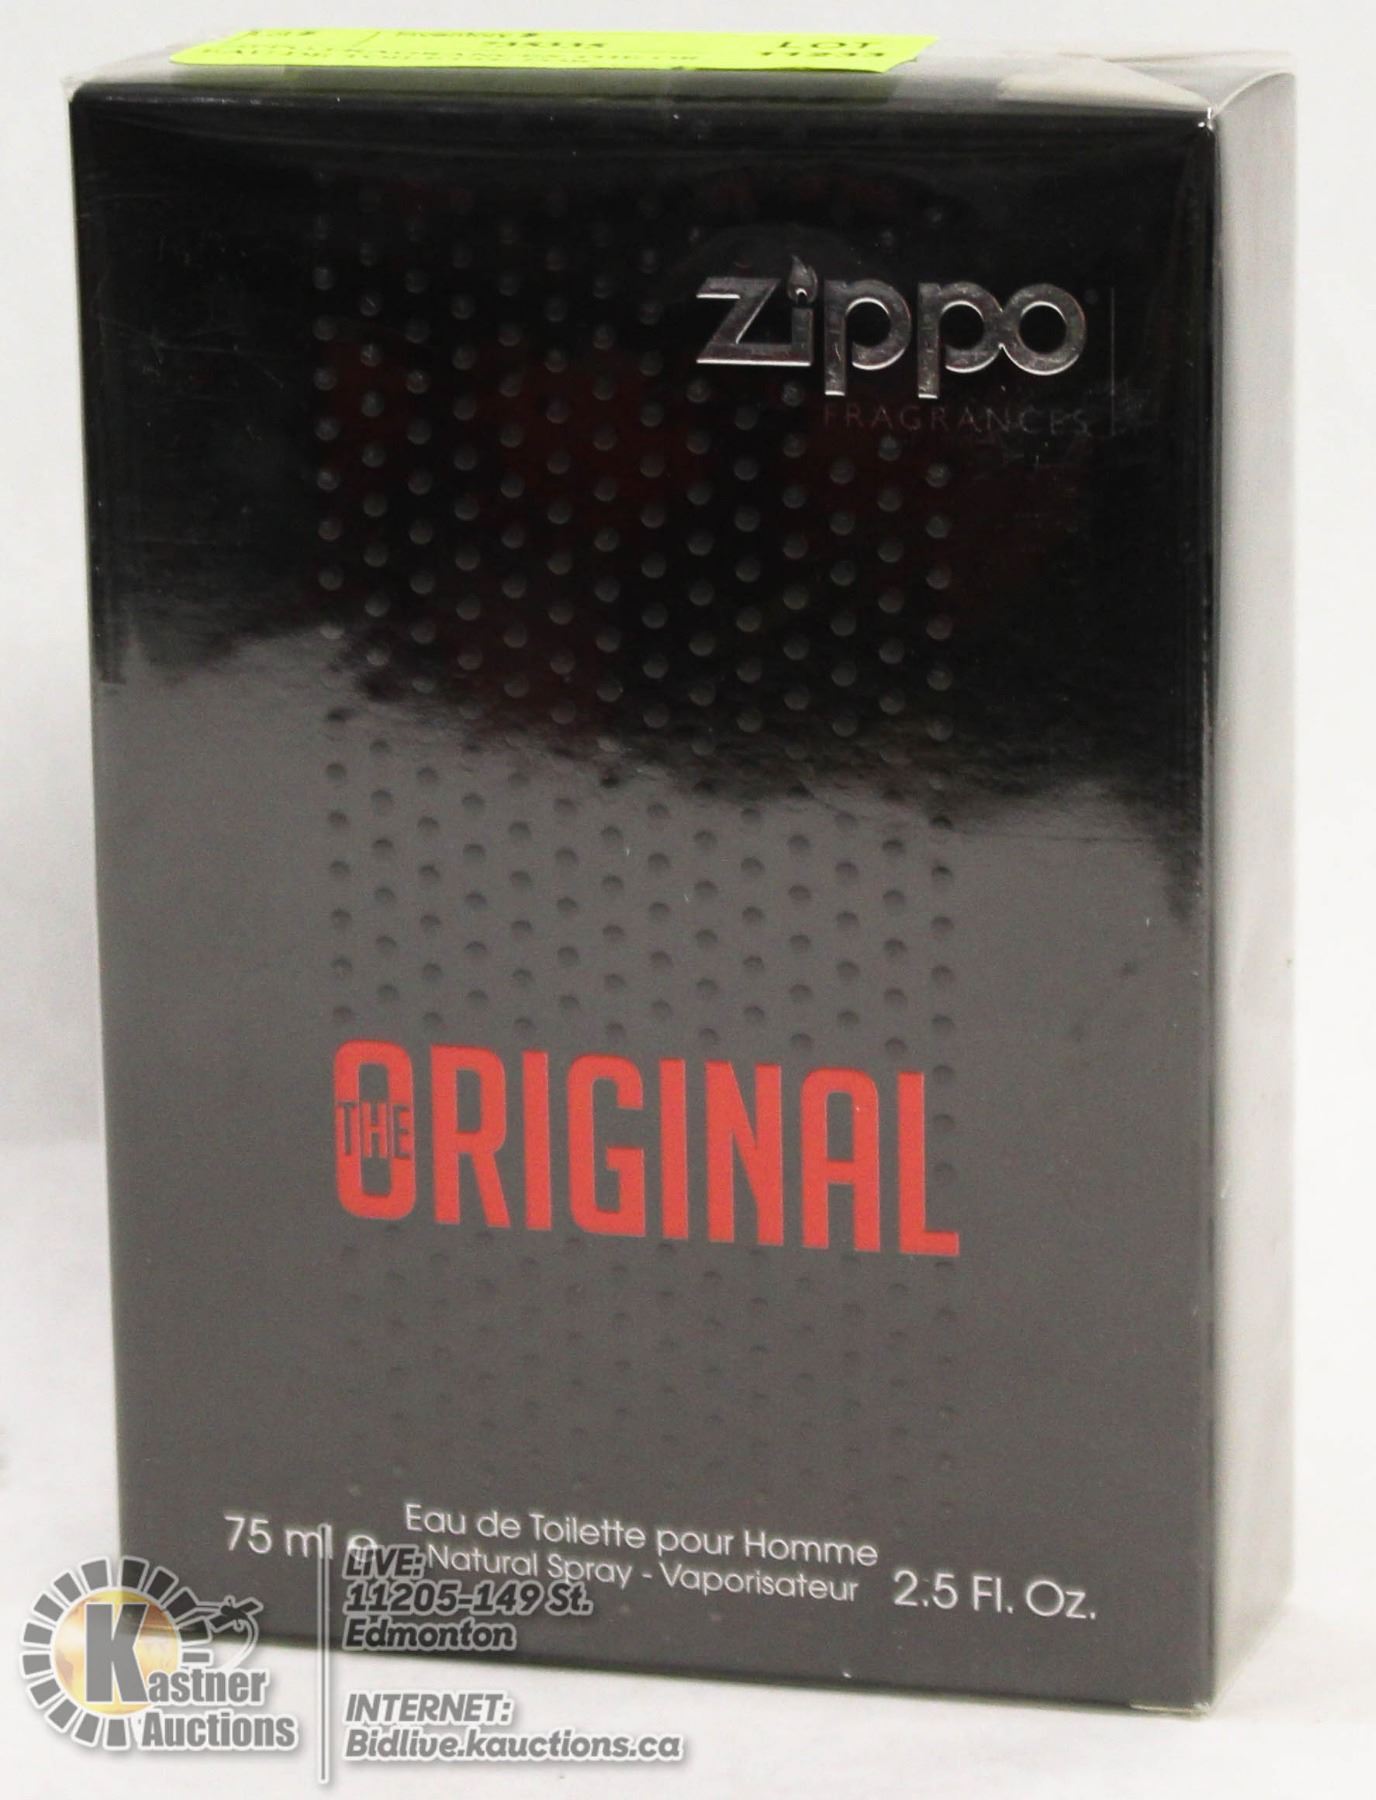 LOT
zippo
FRAGRANCES
THE ORIGINAL
75 ml e
Eau de Toilette pour Homme
Natural Spray - Vaporisateur
2.5 Fl. Oz.
Kastner
Auctions
LIVE:
11205-149 St.
Edmonton
INTERNET:
Bidlive.kauctions.ca